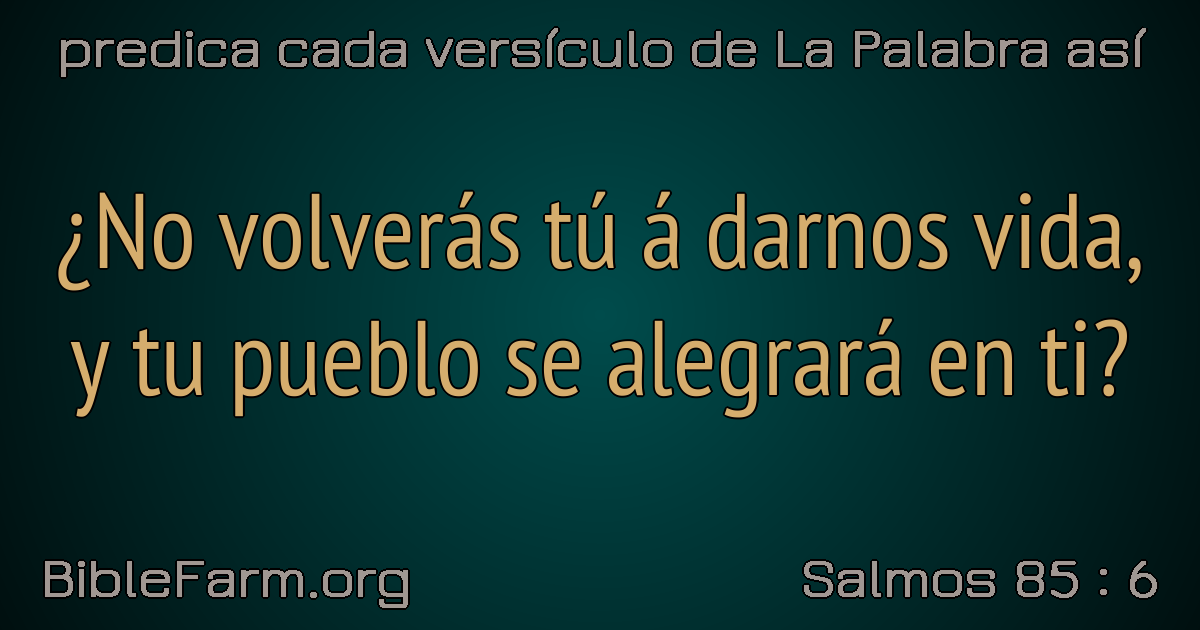 predica cada versículo de La Palabra así
¿No volverás tú á darnos vida,
y tu pueblo se alegrará en ti?
BibleFarm.org
Salmos 85 : 6